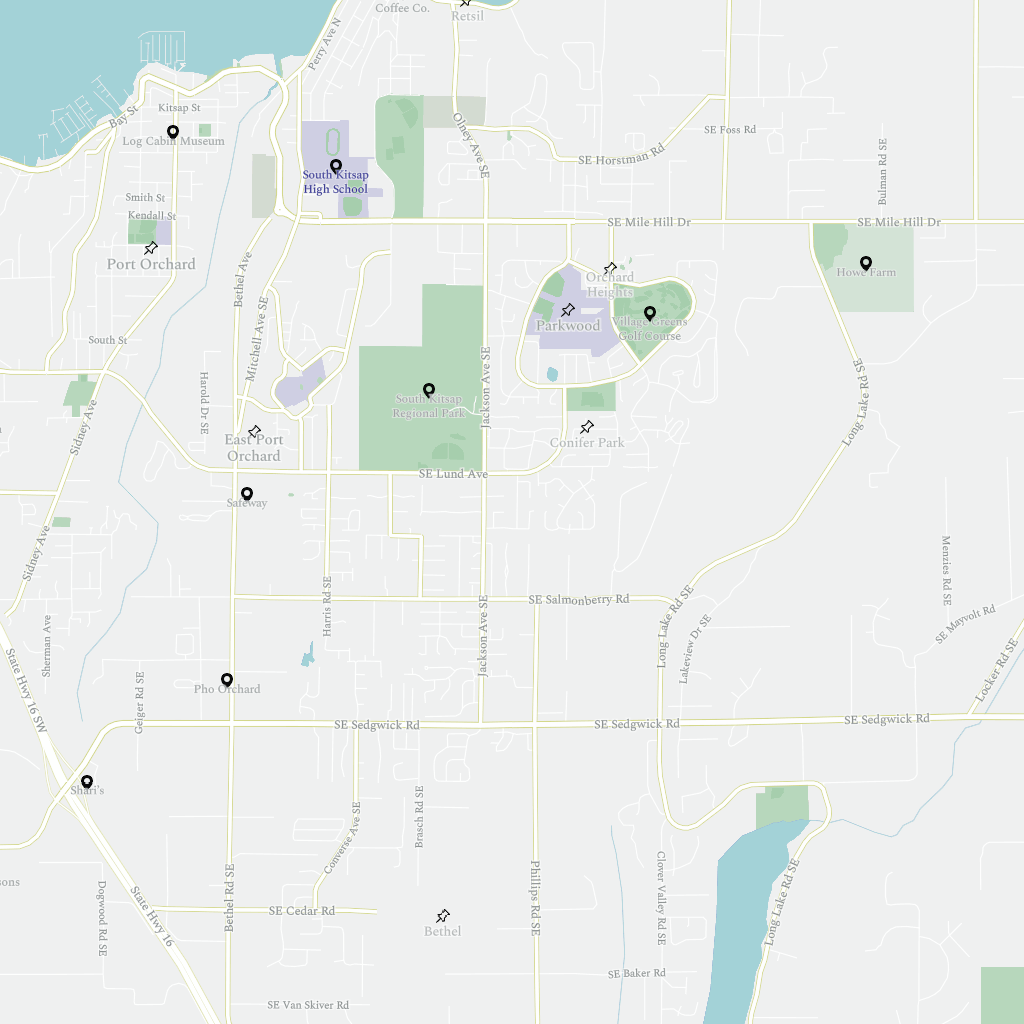 Coffee Co.
Retsil
Perry Ave N
Kitsap St
Bay St
Log Cabin Museum
Olney Ave SE
SE Foss Rd
SE Horstman Rd
Bulman Rd SE
South Kitsap
High School
Smith St
Kendall St
SE Mile Hill Dr
SE Mile Hill Dr
Port Orchard
Bethel Ave
Orchard
Heights
Howe Farm
Parkwood
Village Greens
Golf Course
Mitchell Ave SE
South St
Jackson Ave SE
Harold Dr SE
South Kitsap
Regional Park
Long Lake Rd SE
Sidney Ave
East Port
Orchard
Conifer Park
SE Lund Ave
Safeway
Sidney Ave
Menzies Rd SE
Harris Rd SE
SE Salmonberry Rd
Jackson Ave SE
Long Lake Rd SE
Lakeview Dr SE
SE Mayvolt Rd
Sherman Ave
State Hwy 16 SW
Locker Rd SE
Geiger Rd SE
Pho Orchard
SE Sedgwick Rd
SE Sedgwick Rd
SE Sedgwick Rd
Shari's
Brasch Rd SE
Converse Ave SE
sons
Dogwood Rd SE
State Hwy 16
Bethel Rd SE
SE Cedar Rd
Bethel
Phillips Rd SE
Clover Valley Rd SE
Long Lake Rd SE
SE Baker Rd
SE Van Skiver Rd